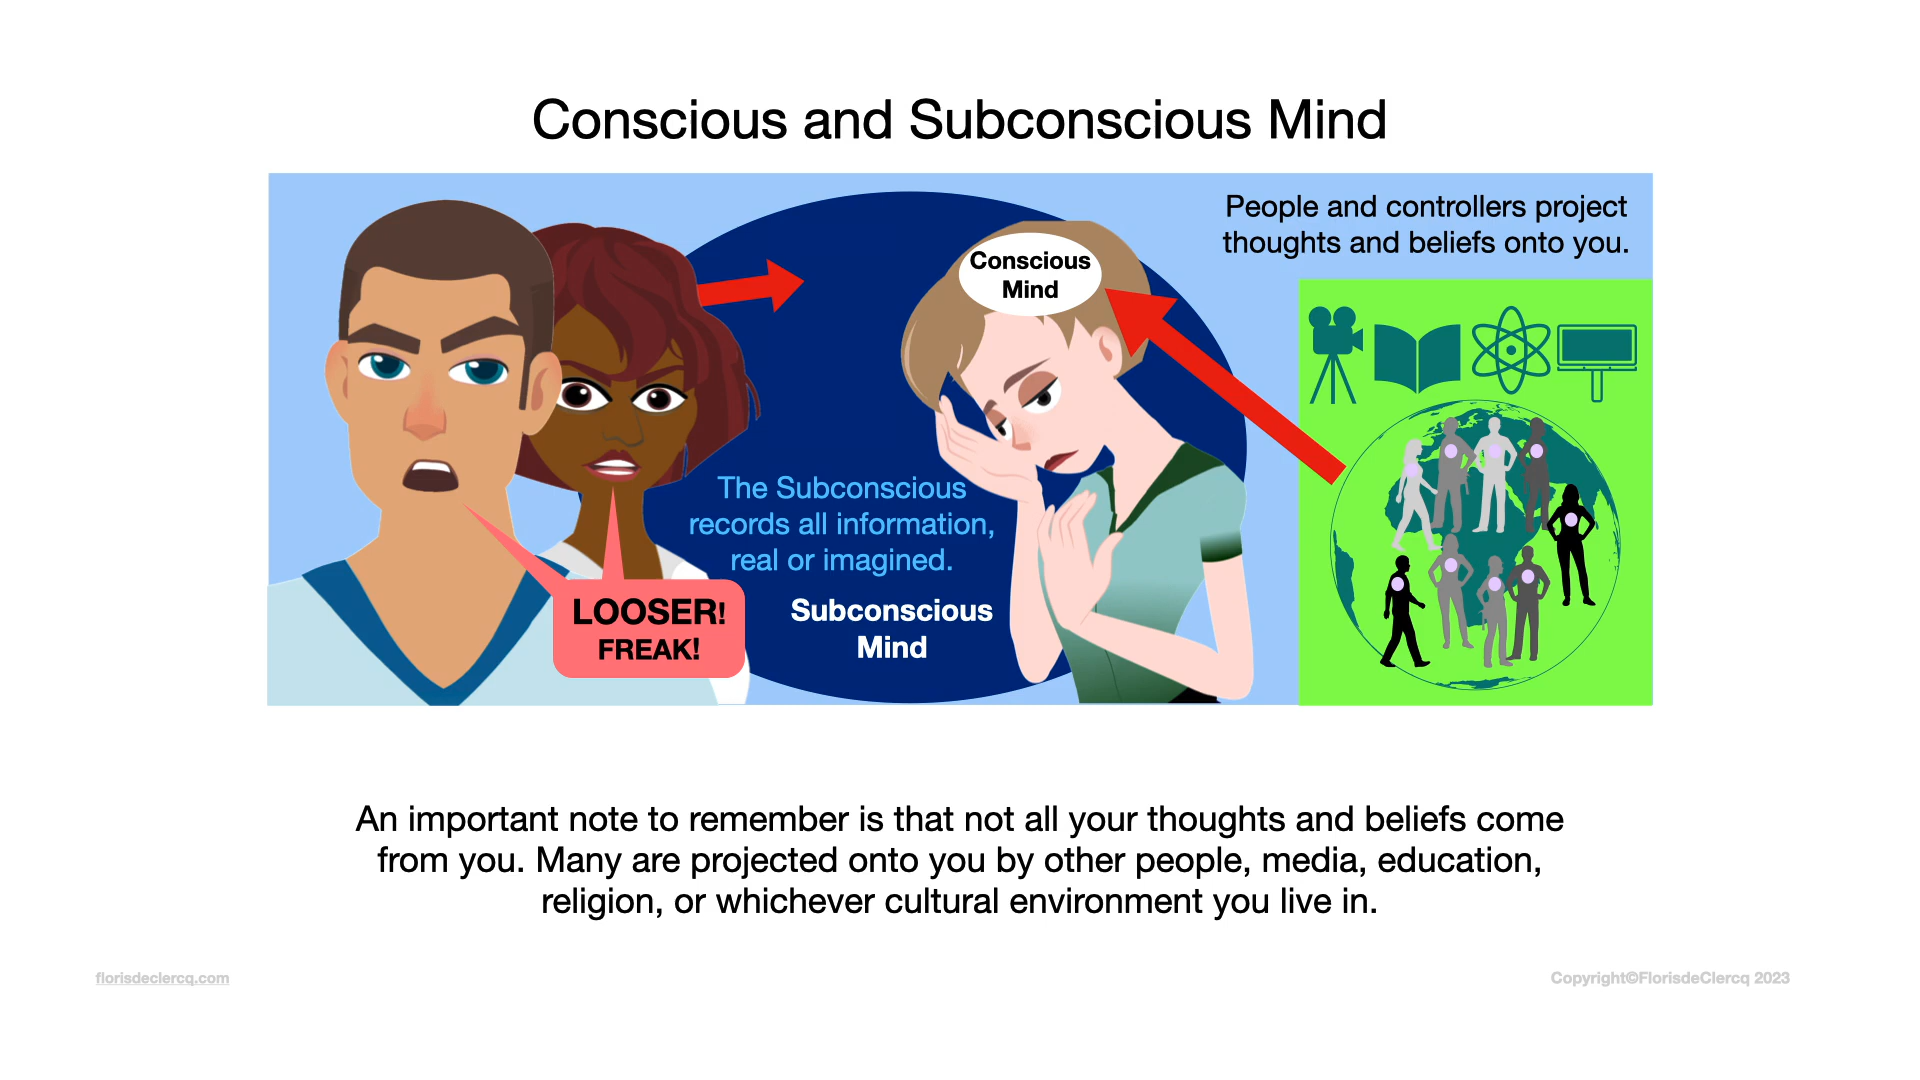 Conscious and Subconscious Mind
People and controllers project
thoughts and beliefs onto you.
Conscious
Mind
The Subconscious
records all information,
real or imagined.
LOOSER!
FREAK!
Subconscious
Mind
An important note to remember is that not all your thoughts and beliefs come
from you. Many are projected onto you by other people, media, education,
religion, or whichever cultural environment you live in.
florisdeclercq.com
Copyright©FlorisdeClercq 2023